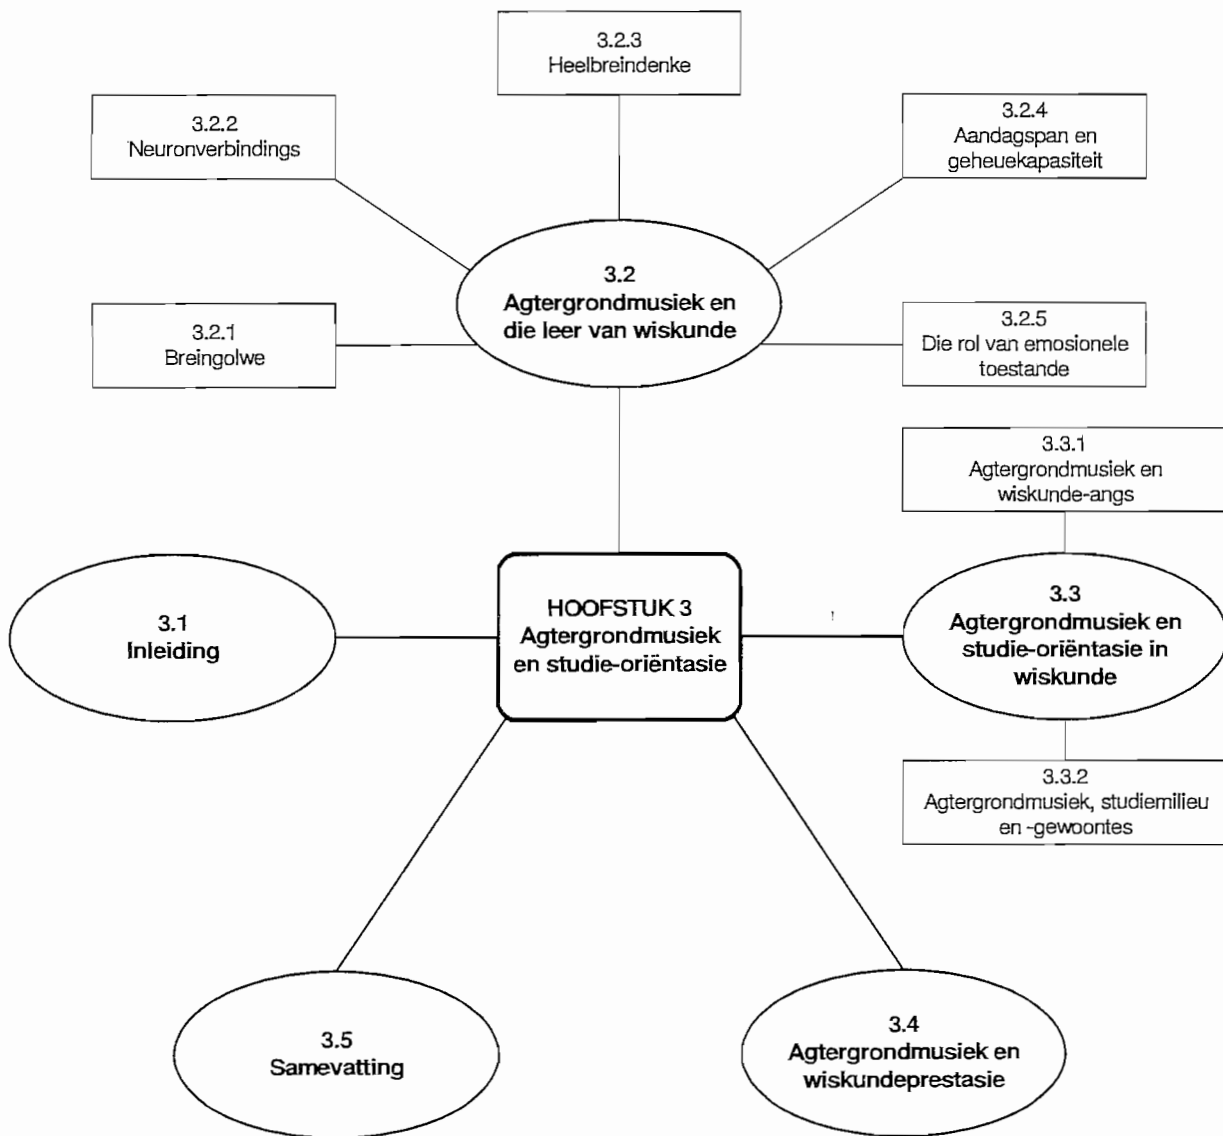 3.2.3
Heelbreindenke
3.2.2
Neuronverbindings
3.2.4
Aandagspan en
geheuekapasiteit
3.2
Agtergrondmusiek en
die leer van wiskunde
3.2.1
Breingolwe
3.2.5
Die rol van emosionele
toestande
3.3.1
Agtergrondmusiek en
wiskunde-angs
3.1
Inleiding
HOOFSTUK 3
Agtergrondmusiek
en studie-oriëntasie
3.3
Agtergrondmusiek en
studie-oriëntasie in
wiskunde
3.3.2
Agtergrondmusiek, studiemilieu
en -gewoontes
3.5
Samevatting
3.4
Agtergrondmusiek en
wiskundeprestasie